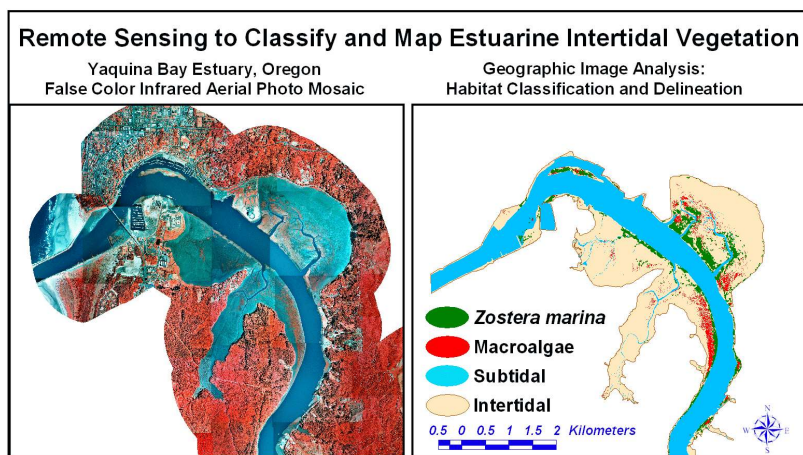 Remote Sensing to Classify and Map Estuarine Intertidal Vegetation
Yaquina Bay Estuary, Oregon
False Color Infrared Aerial Photo Mosaic
Geographic Image Analysis:
Habitat Classification and Delineation
Zostera marina
Macroalgae
Subtidal
Intertidal
0.5 0 0.5 1 1.5 2 Kilometers
N
W E
S